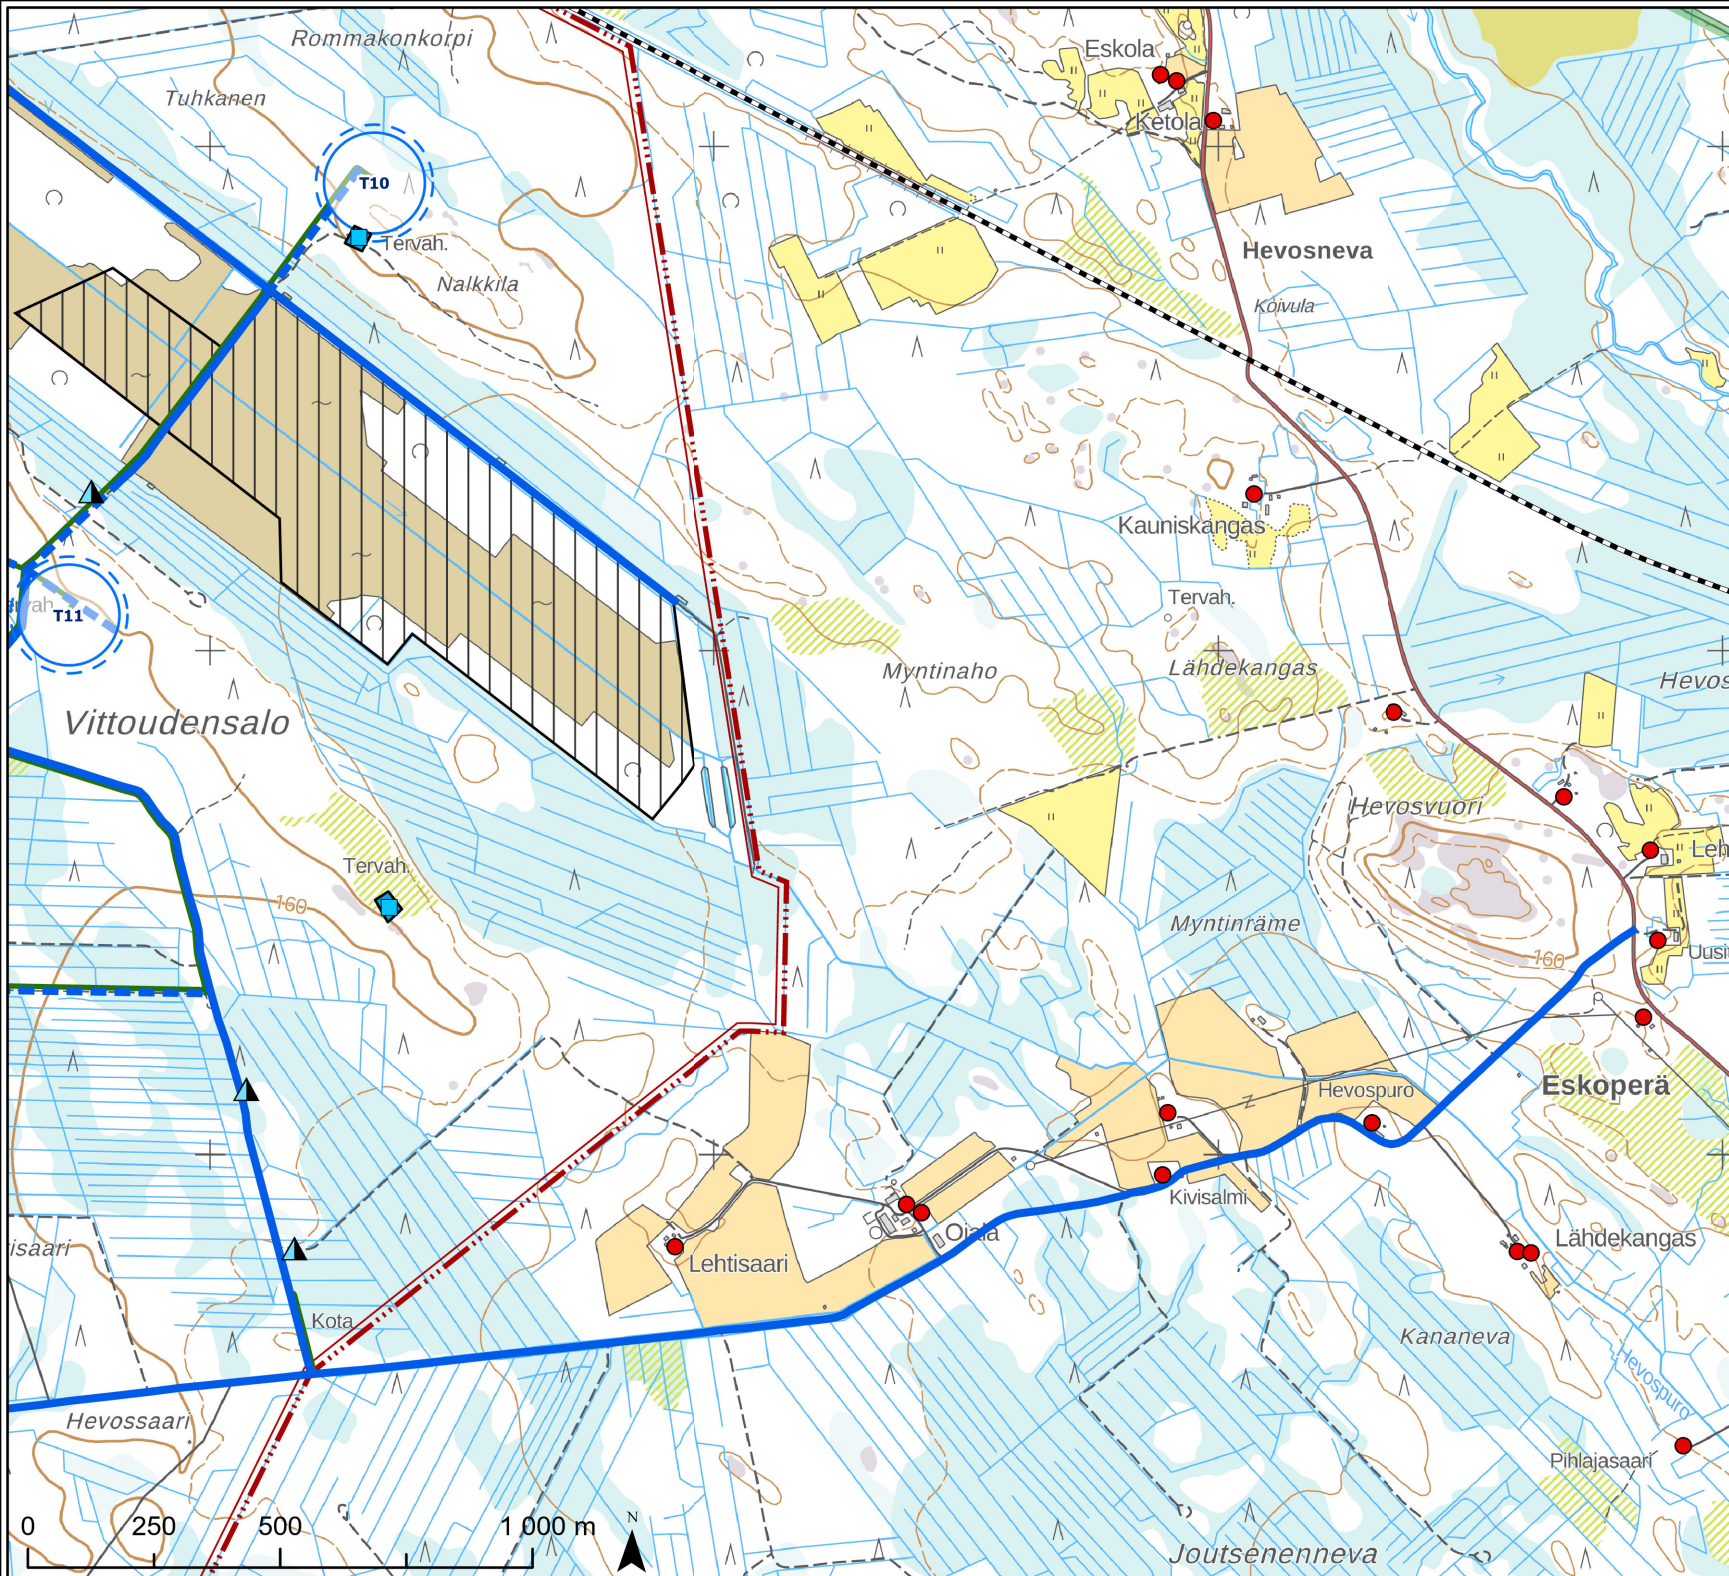 Rommakonkorpi
Eskola
Tuhkanen
Ketola
T10
Tervah.
Hevosneva
Nalkkila
Koivula
Kauniskangas
Tervah.
T11
Myntinaho
Lähdekangas
Hevos
Vittoudensalo
Hevosvuori
Leh
Tervah.
160
Myntinräme
160
Uusi
Eskoperä
Hevospuro
Kivisalmi
Ojala
isaari
Lähdekangas
Lehtisaari
Kota
Kananeva
Hevospuro
Hevossaari
Pihlajasaari
0 250 500 1 000 m
N
Joutsenenneva